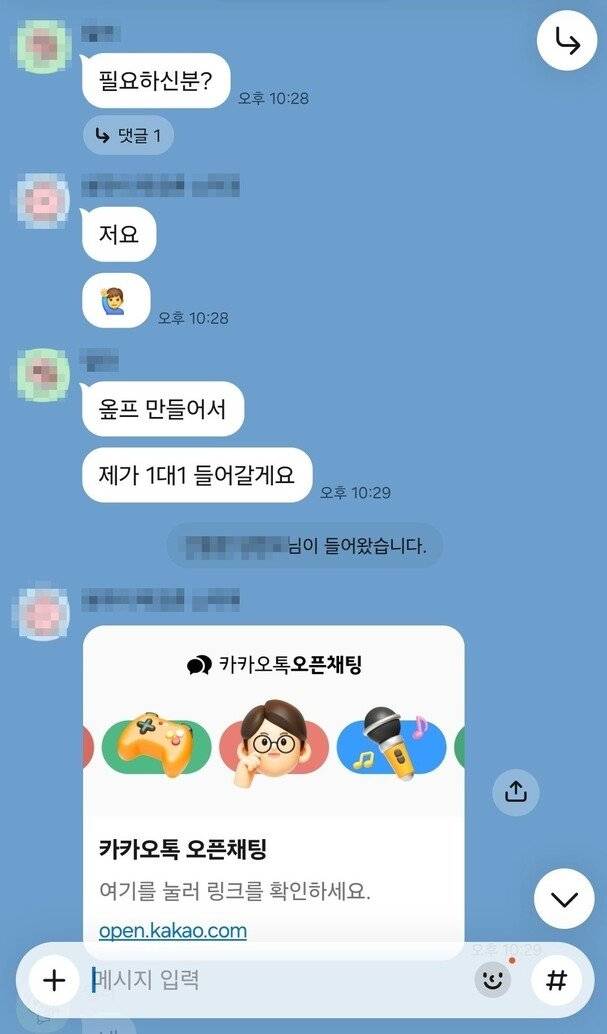 필요하신분?
오후 10:28
댓글 1
저요
오후 10:28
옾프 만들어서
제가 1대1 들어갈게요
오후 10:29
님이 들어왔습니다.
카카오톡오픈채팅
카카오톡 오픈채팅
여기를 눌러 링크를 확인하세요.
open.kakao.com
오후 10:29
메시지 입력
#